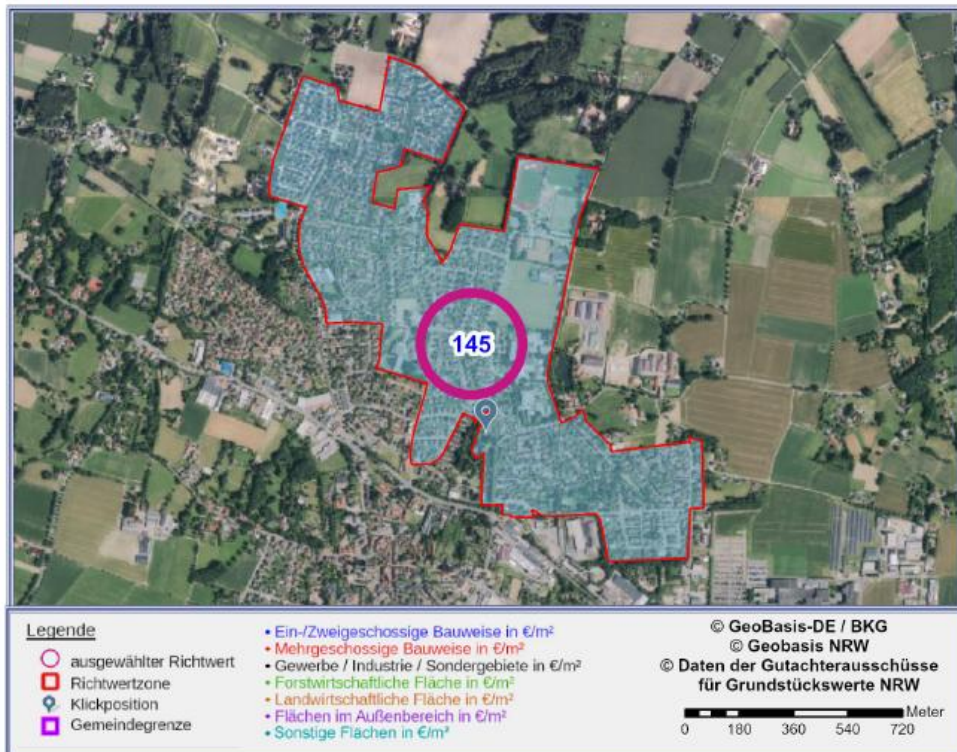 145
Legende
ausgewählter Richtwert
Richtwertzone
Klickposition
Gemeindegrenze
• Ein-/Zweigeschossige Bauweise in €/m²
• Mehrgeschossige Bauweise in €/m²
• Gewerbe / Industrie / Sondergebiete in €/m²
• Forstwirtschaftliche Fläche in €/m²
• Landwirtschaftliche Fläche in €/m²
• Flächen im Außenbereich in €/m²
• Sonstige Flächen in €/m²
© GeoBasis-DE / BKG
© Geobasis NRW
© Daten der Gutachterausschüsse
für Grundstückswerte NRW
Meter
0 180 360 540 720